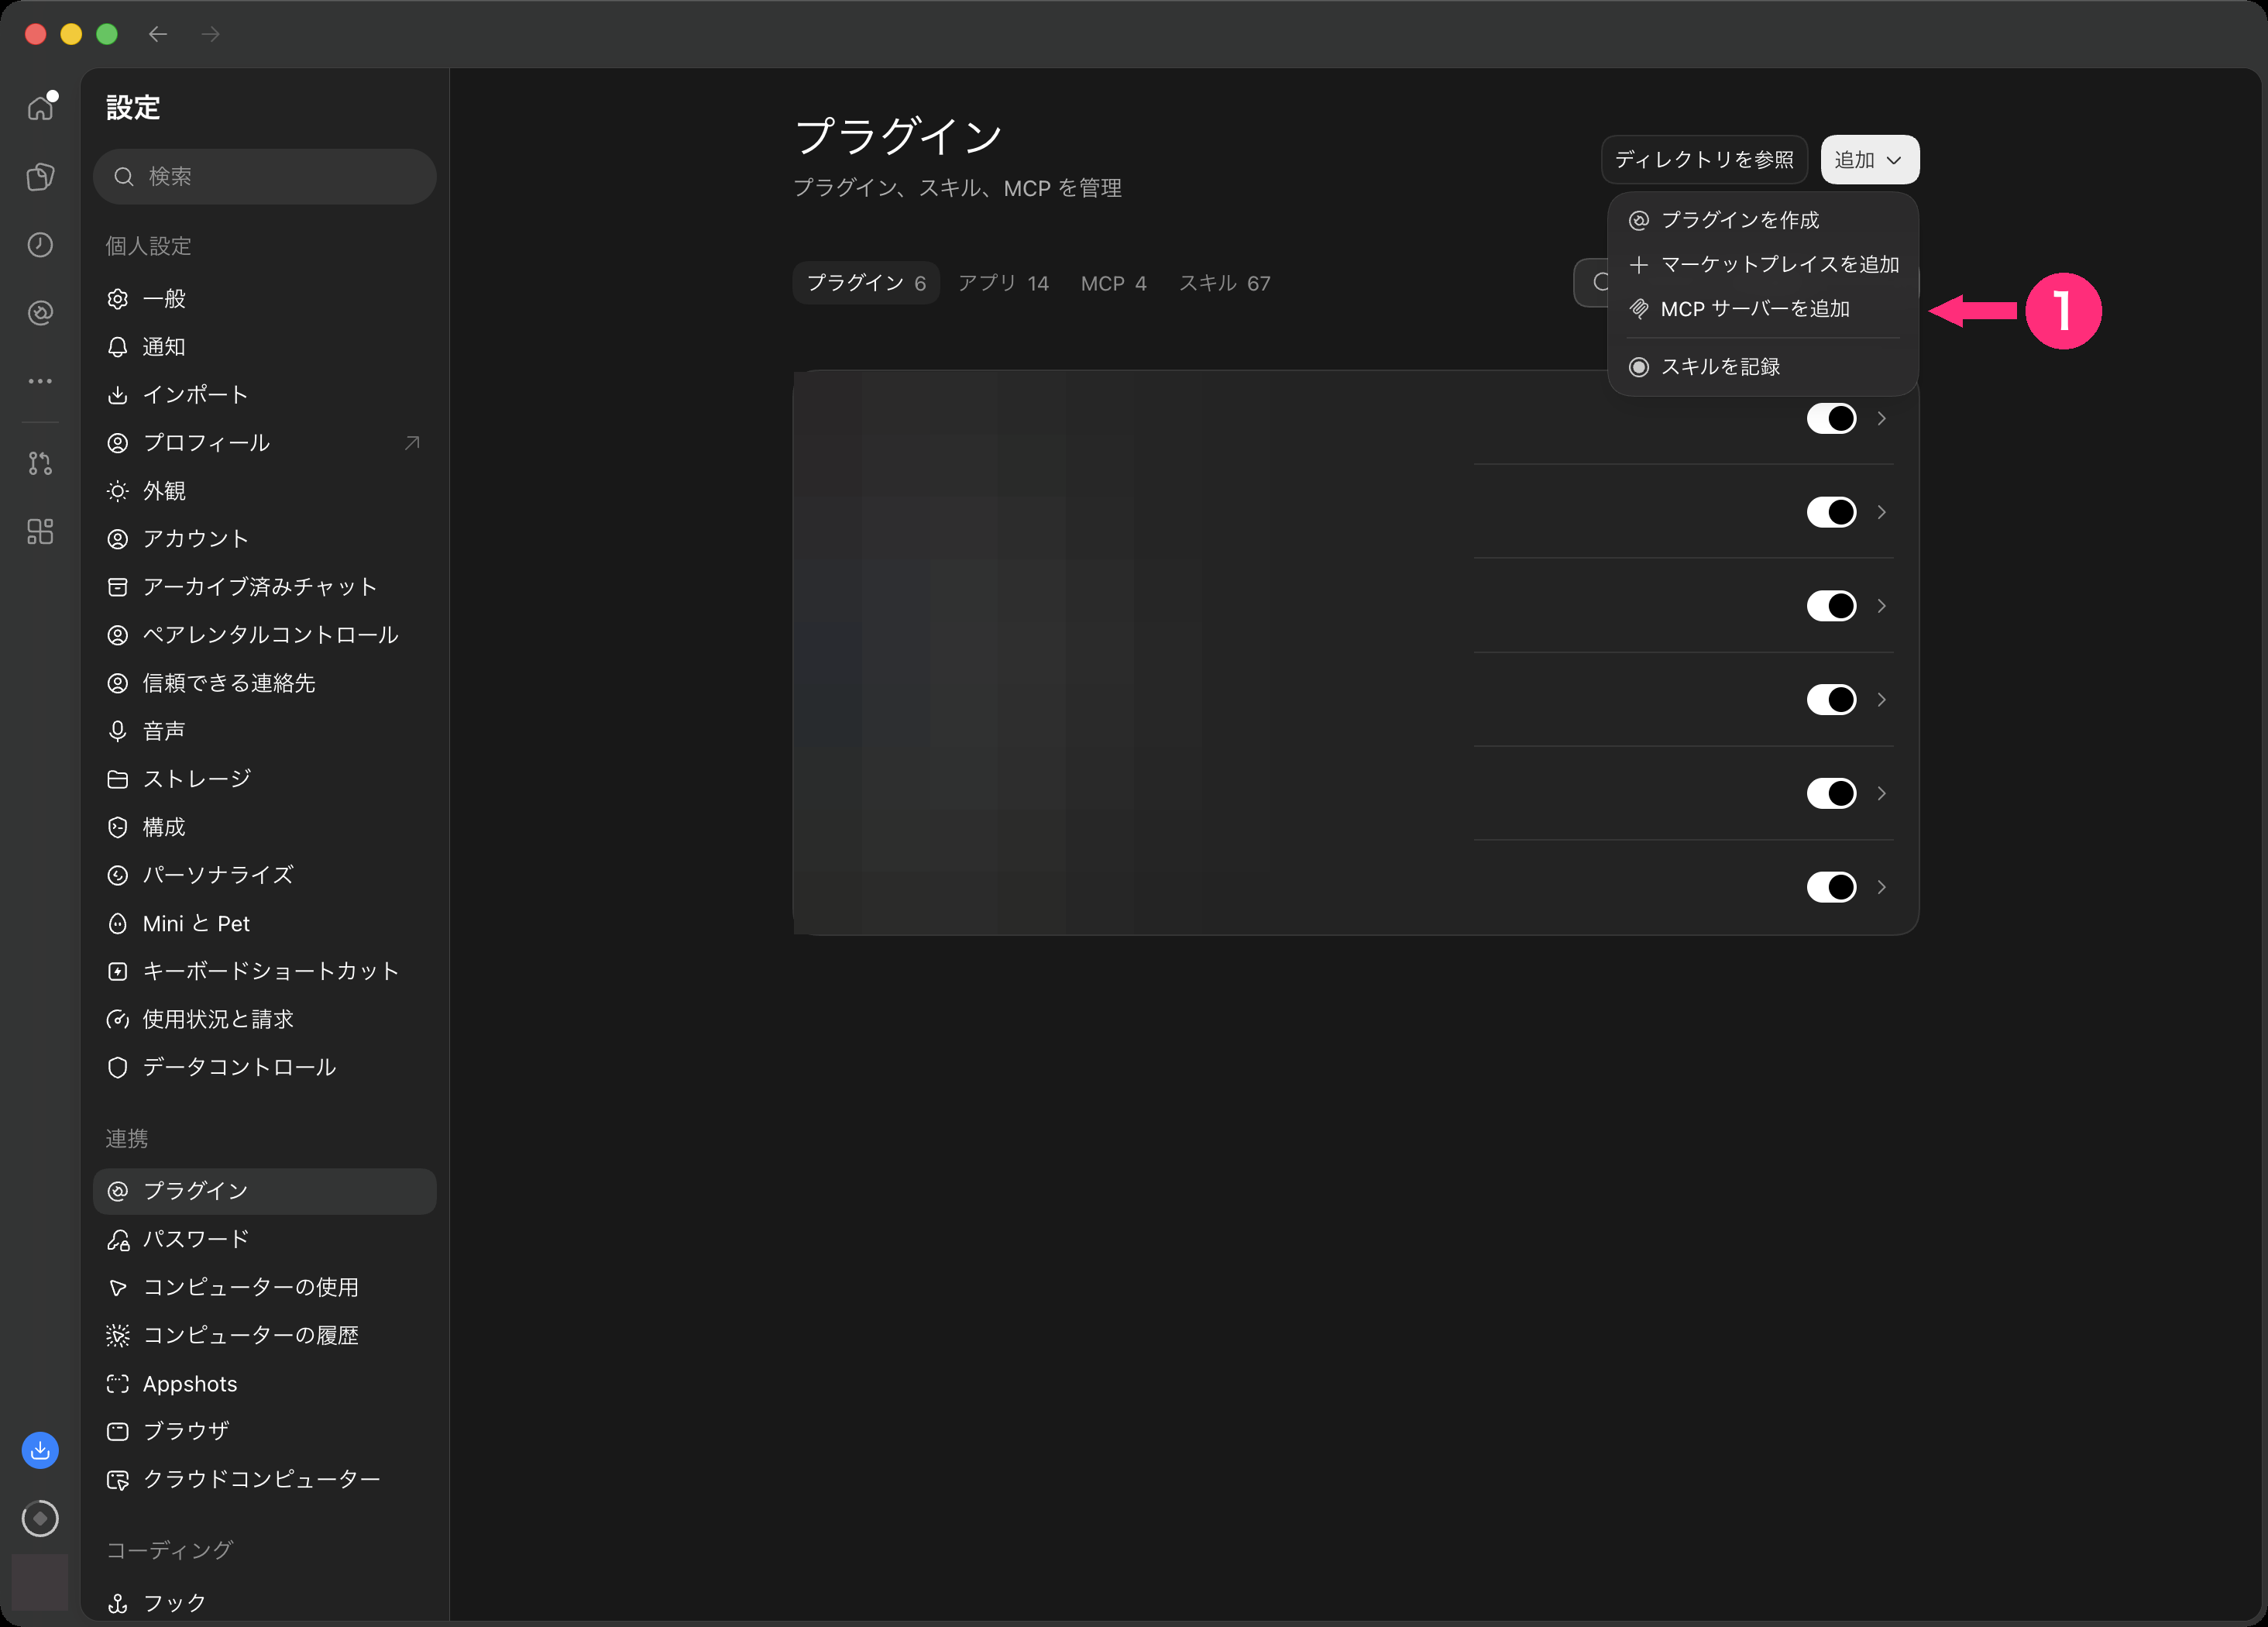 設定
検索
個人設定
一般
通知
インポート
プロフィール
外観
アカウント
アーカイブ済みチャット
ペアレンタルコントロール
信頼できる連絡先
音声
ストレージ
構成
パーソナライズ
Mini と Pet
キーボードショートカット
使用状況と請求
データコントロール
連携
プラグイン
パスワード
コンピューターの使用
コンピューターの履歴
Appshots
ブラウザ
クラウドコンピューター
コーディング
フック
プラグイン
プラグイン、スキル、MCP を管理
ディレクトリを参照
追加
プラグイン 6
アプリ 14
MCP 4
スキル 67
プラグインを作成
マーケットプレイスを追加
MCP サーバーを追加
スキルを記録
1